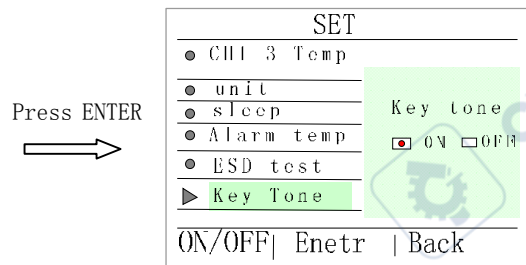 SET
CH1 3 Temp
unit
sleep
Key tone
Press ENTER
Alarm temp
ON OFF
ESD test
Key Tone
ON/OFF| Enetr | Back